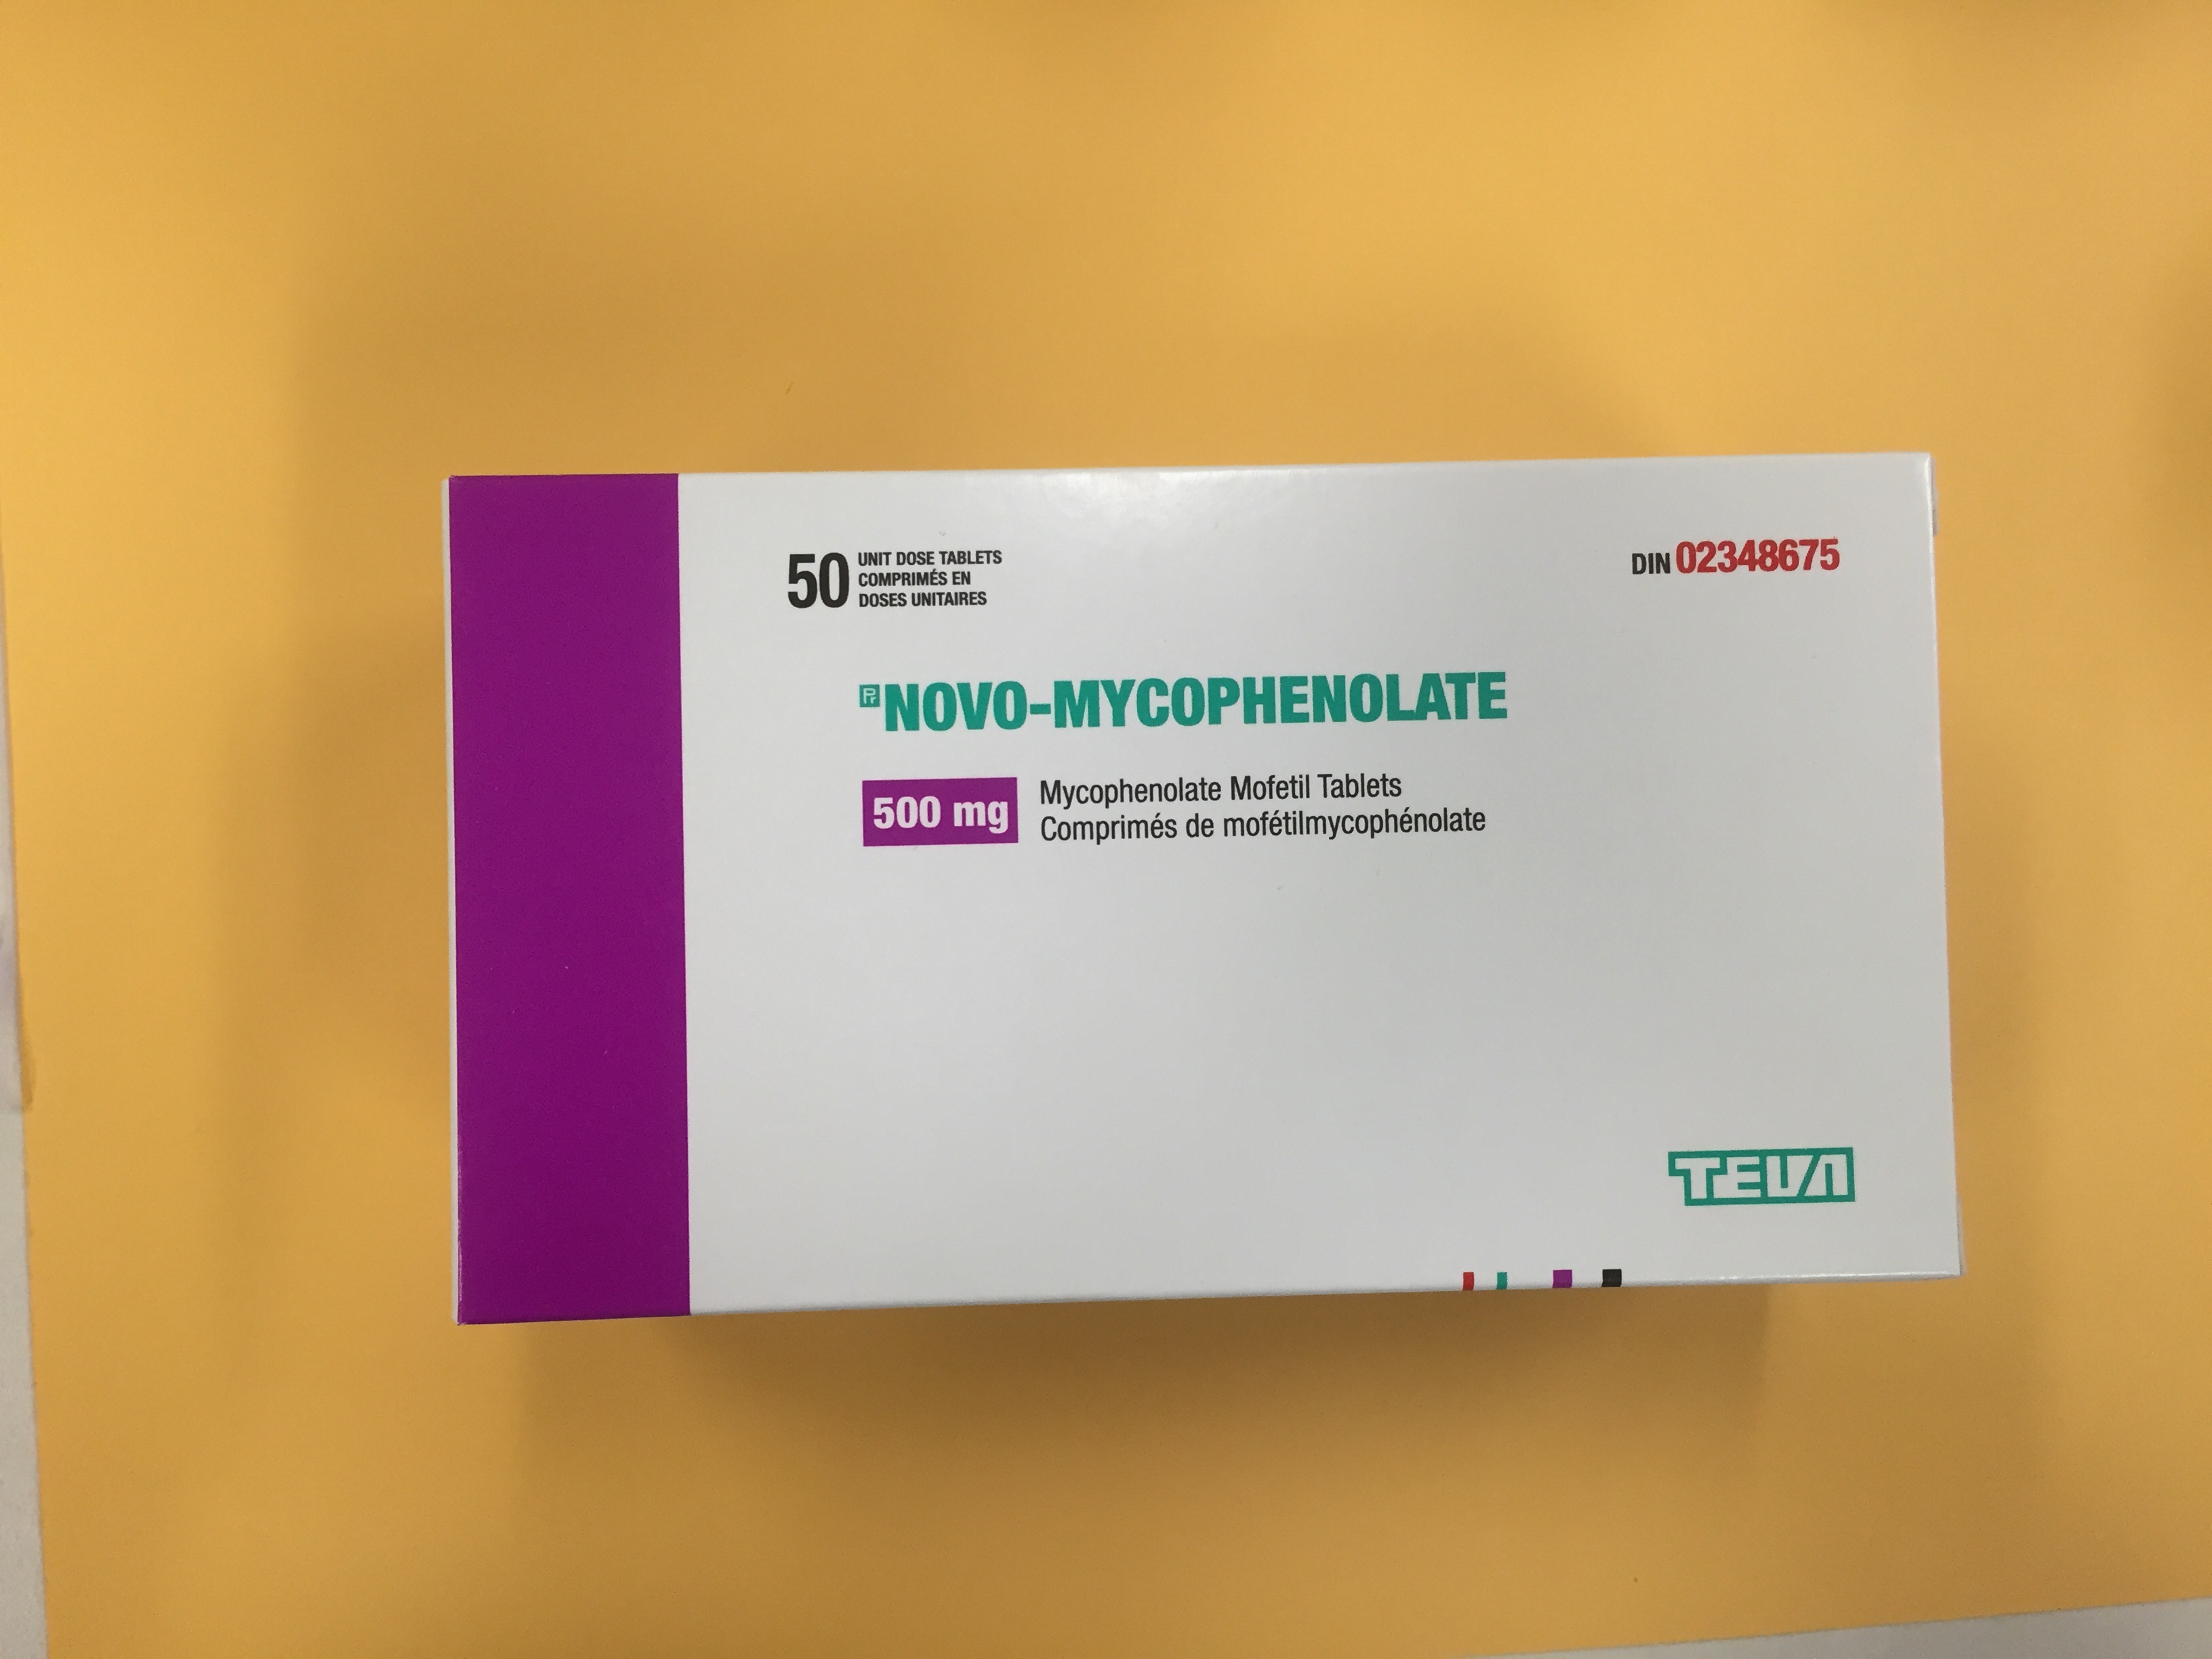 50 UNIT DOSE TABLETS
COMPRIMÉS EN
DOSES UNITAIRES
DIN 02348675
Pr NOVO-MYCOPHENOLATE
500 mg
Mycophenolate Mofetil Tablets
Comprimés de mofétilmycophénolate
TEVA